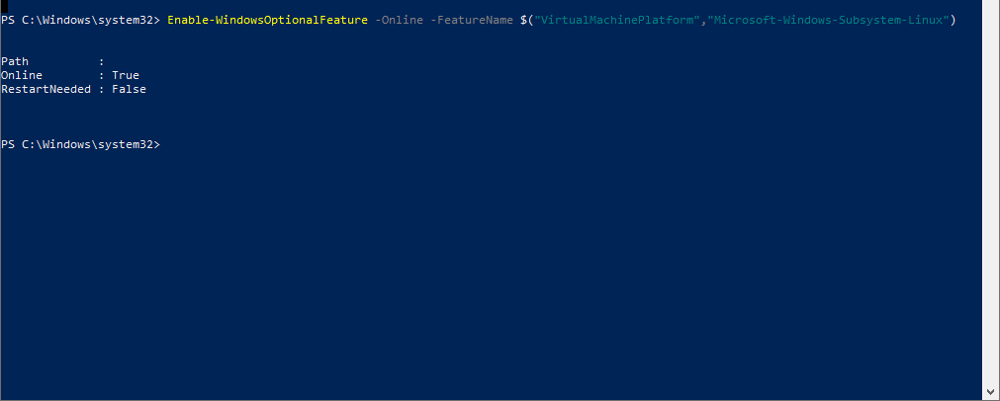 PS C:\Windows\system32> Enable-WindowsOptionalFeature -Online -FeatureName $("VirtualMachinePlatform","Microsoft-Windows-Subsystem-Linux")
Path          :
Online        : True
RestartNeeded : False
PS C:\Windows\system32>